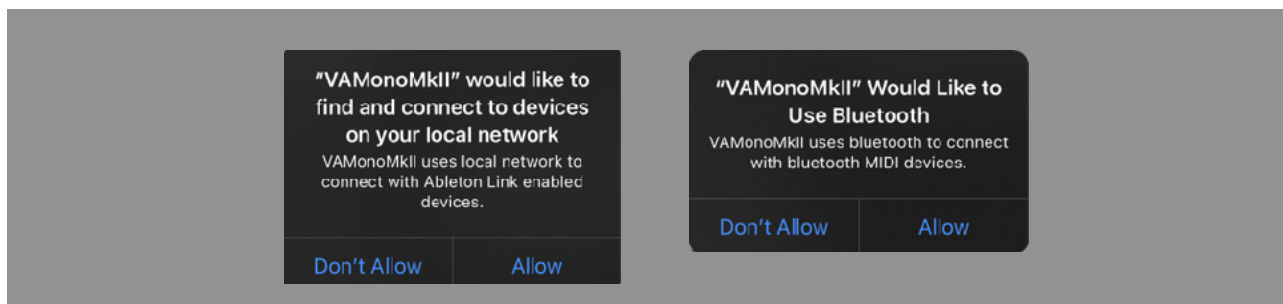 "VAMonoMkII" would like to
find and connect to devices
on your local network
VAMonoMkII uses local network to
connect with Ableton Link enabled
devices.
Don't Allow
Allow
"VAMonoMkII" Would Like to
Use Bluetooth
VAMonoMkII uses bluetooth to connect
with bluetooth MIDI devices.
Don't Allow
Allow